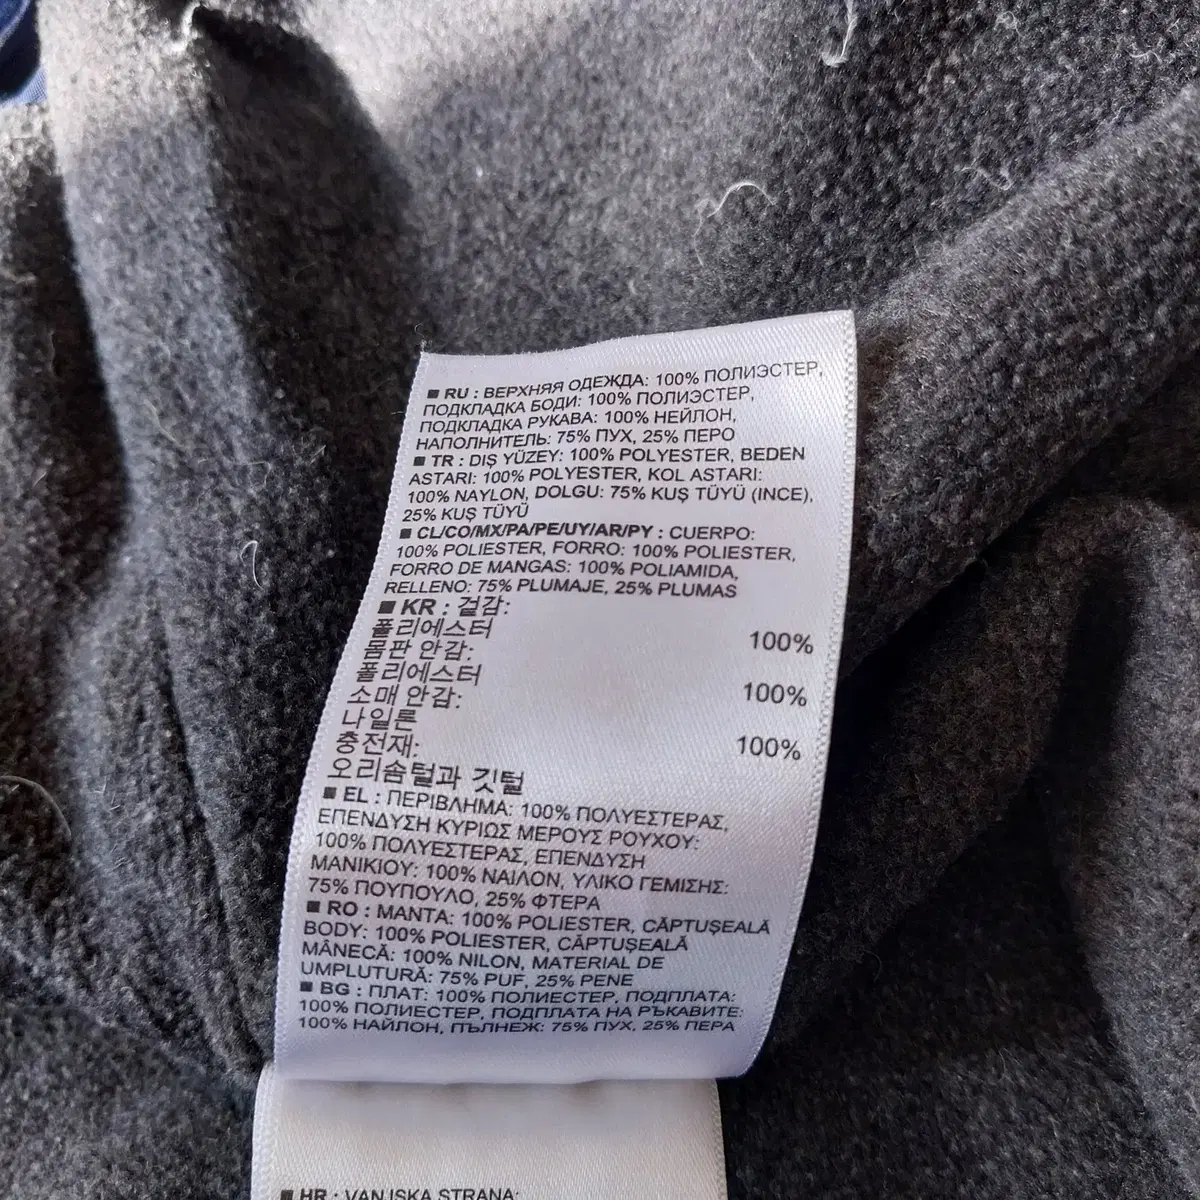 ■ RU : ВЕРХНЯЯ ОДЕЖДА: 100% ПОЛИЭСТЕР,
ПОДКЛАДКА БОДИ: 100% ПОЛИЭСТЕР,
ПОДКЛАДКА РУКАВА: 100% НЕЙЛОН,
НАПОЛНИТЕЛЬ: 75% ПУХ, 25% ПЕРО
■ TR : DIŞ YÜZEY: 100% POLYESTER, BEDEN
ASTARI: 100% POLYESTER, KOL ASTARI:
100% NAYLON, DOLGU: 75% KUŞ TÜYÜ (INCE),
25% KUŞ TÜYÜ
■ CL/CO/MX/PA/PE/UY/AR/PY : CUERPO:
100% POLIESTER, FORRO: 100% POLIESTER,
FORRO DE MANGAS: 100% POLIAMIDA,
RELLENO: 75% PLUMAJE, 25% PLUMAS
■ KR : 겉감:
폴리에스터 100%
몸판 안감:
폴리에스터 100%
소매 안감:
나일론 100%
충전재:
오리솜털과 깃털
■ EL : ΠΕΡΙΒΛΗΜΑ: 100% ΠΟΛΥΕΣΤΕΡΑΣ,
ΕΠΕΝΔΥΣΗ ΚΥΡΙΩΣ ΜΕΡΟΥΣ ΡΟΥΧΟΥ:
100% ΠΟΛΥΕΣΤΕΡΑΣ, ΕΠΕΝΔΥΣΗ
ΜΑΝΙΚΙΟΥ: 100% ΝΑΙΛΟΝ, ΥΛΙΚΟ ΓΕΜΙΣΗΣ:
75% ΠΟΥΠΟΥΛΟ, 25% ΦΤΕΡΑ
■ RO : MANTA: 100% POLIESTER, CĂPTUȘEALĂ
BODY: 100% POLIESTER, CĂPTUȘEALĂ
MÂNECĂ: 100% NILON, MATERIAL DE
UMPLUTURĂ: 75% PUF, 25% PENE
■ BG : ПЛАТ: 100% ПОЛИЕСТЕР, ПОДПЛАТА:
100% ПОЛИЕСТЕР, ПОДПЛАТА НА РЪКАВИТЕ:
100% НАЙЛОН, ПЪЛНЕЖ: 75% ПУХ, 25% ПЕРА
■ HR : VANJSKA STRANA: